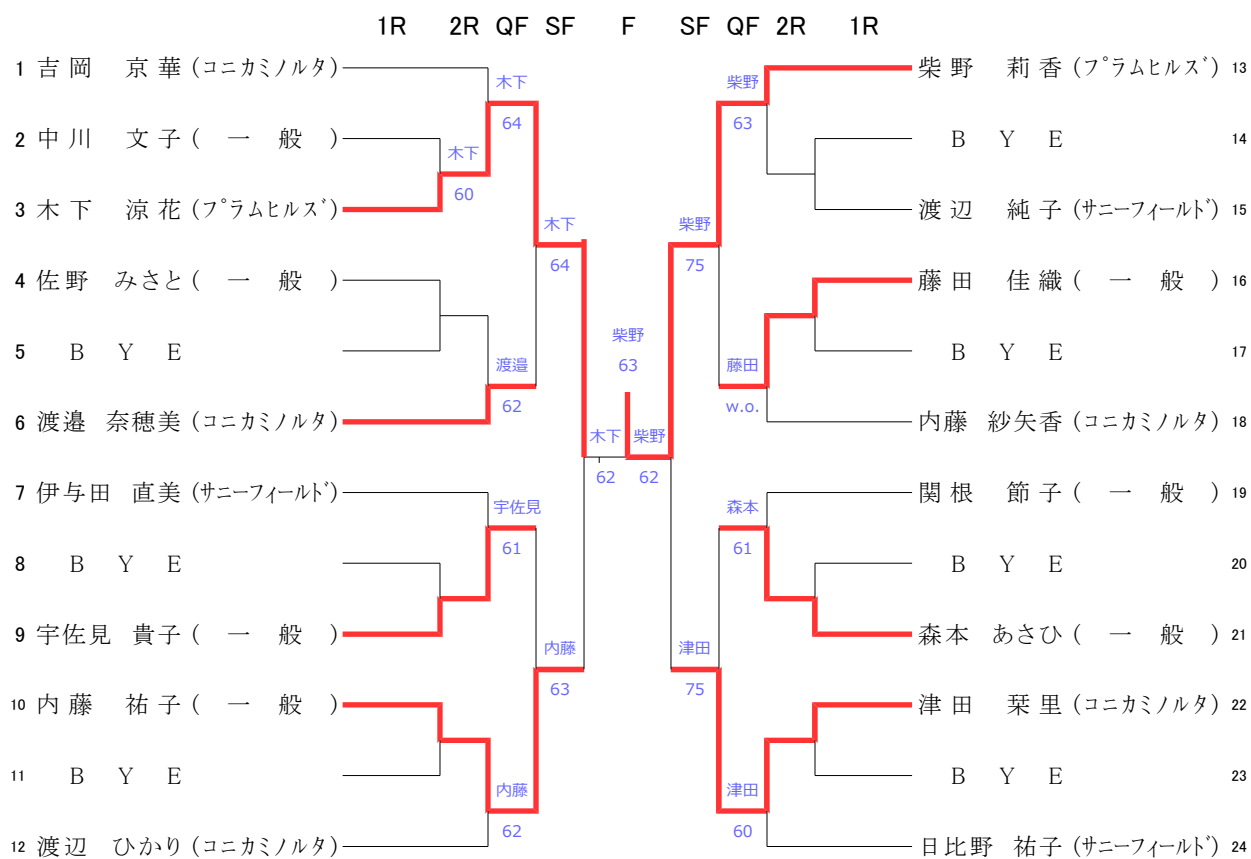 1R 2R QF SF F SF QF 2R 1R
1 吉岡 京華 (コニカミノルタ)
2 中川 文子 ( 一 般 )
3 木下 涼花 (プラムヒルズ)
4 佐野 みさと ( 一 般 )
5 B Y E
6 渡邉 奈穂美 (コニカミノルタ)
7 伊与田 直美 (サニーフィールド)
8 B Y E
9 宇佐見 貴子 ( 一 般 )
10 内藤 祐子 ( 一 般 )
11 B Y E
12 渡辺 ひかり (コニカミノルタ)
木下
60
木下
64
渡邉
62
宇佐見
61
内藤
62
木下
64
内藤
63
木下
62
柴野
63
柴野
62
柴野
75
津田
75
柴野
63
藤田
w.o.
森本
61
津田
60
柴野 莉香 (プラムヒルズ) 13
B Y E 14
渡辺 純子 (サニーフィールド) 15
藤田 佳織 ( 一 般 ) 16
B Y E 17
内藤 紗矢香 (コニカミノルタ) 18
関根 節子 ( 一 般 ) 19
B Y E 20
森本 あさひ ( 一 般 ) 21
津田 栞里 (コニカミノルタ) 22
B Y E 23
日比野 祐子 (サニーフィールド) 24